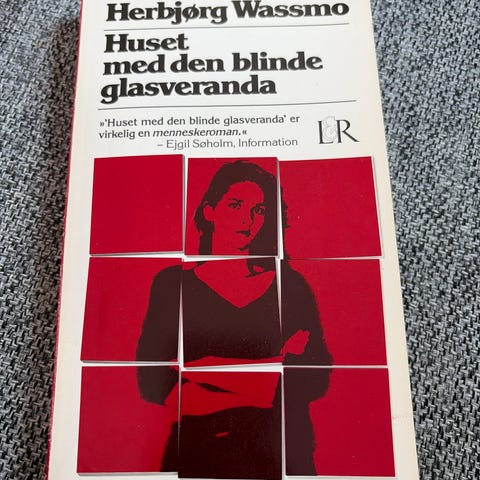 Herbjørg Wassmo
Huset
med den blinde
glasveranda
»'Huset med den blinde glasveranda' er
virkelig en menneskeroman.«
– Ejgil Søholm, Information
L&R